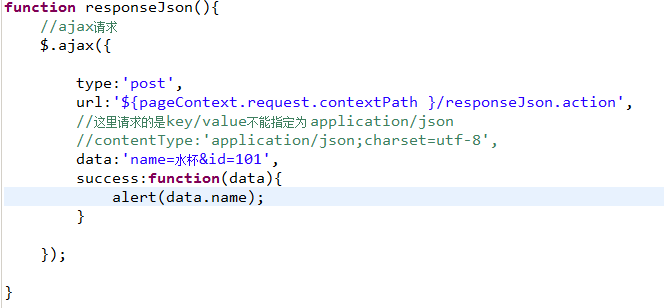 function responseJson(){
//ajax请求
$.ajax({
type:'post',
url:'${pageContext.request.contextPath }/responseJson.action',
//这里请求的是key/value不能指定为 application/json
//contentType:'application/json;charset=utf-8',
data:'name=水杯&id=101',
success:function(data){
alert(data.name);
}
});
}